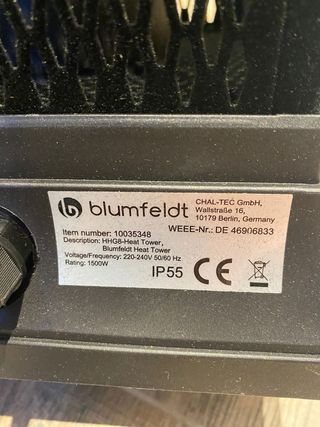 blumfeldt
CHAL-TEC GmbH,
Wallstraße 16,
10179 Berlin, Germany
Item number: 10035348
WEEE-Nr.: DE 46906833
Description: HHG8-Heat Tower,
Blumfeldt Heat Tower
Voltage/Frequency: 220-240V 50/60 Hz
Rating: 1500W
IP55 CE